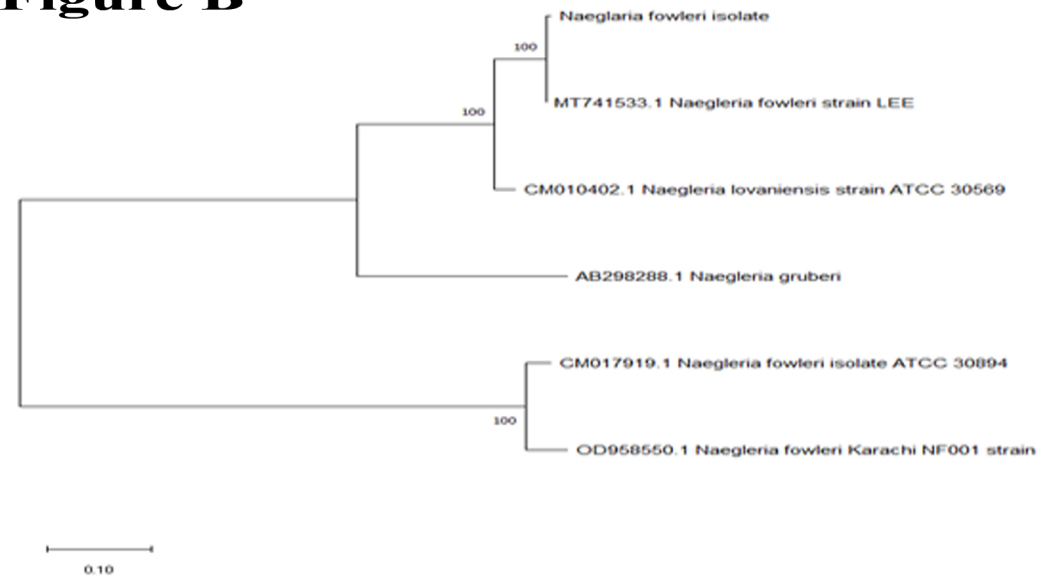 Figure B
Naeglaria fowleri isolate
100
MT741533.1 Naegleria fowleri strain LEE
100
CM010402.1 Naegleria lovaniensis strain ATCC 30569
AB298288.1 Naegleria gruberi
CM017919.1 Naegleria fowleri isolate ATCC 30894
100
OD958550.1 Naegleria fowleri Karachi NF001 strain
0.10